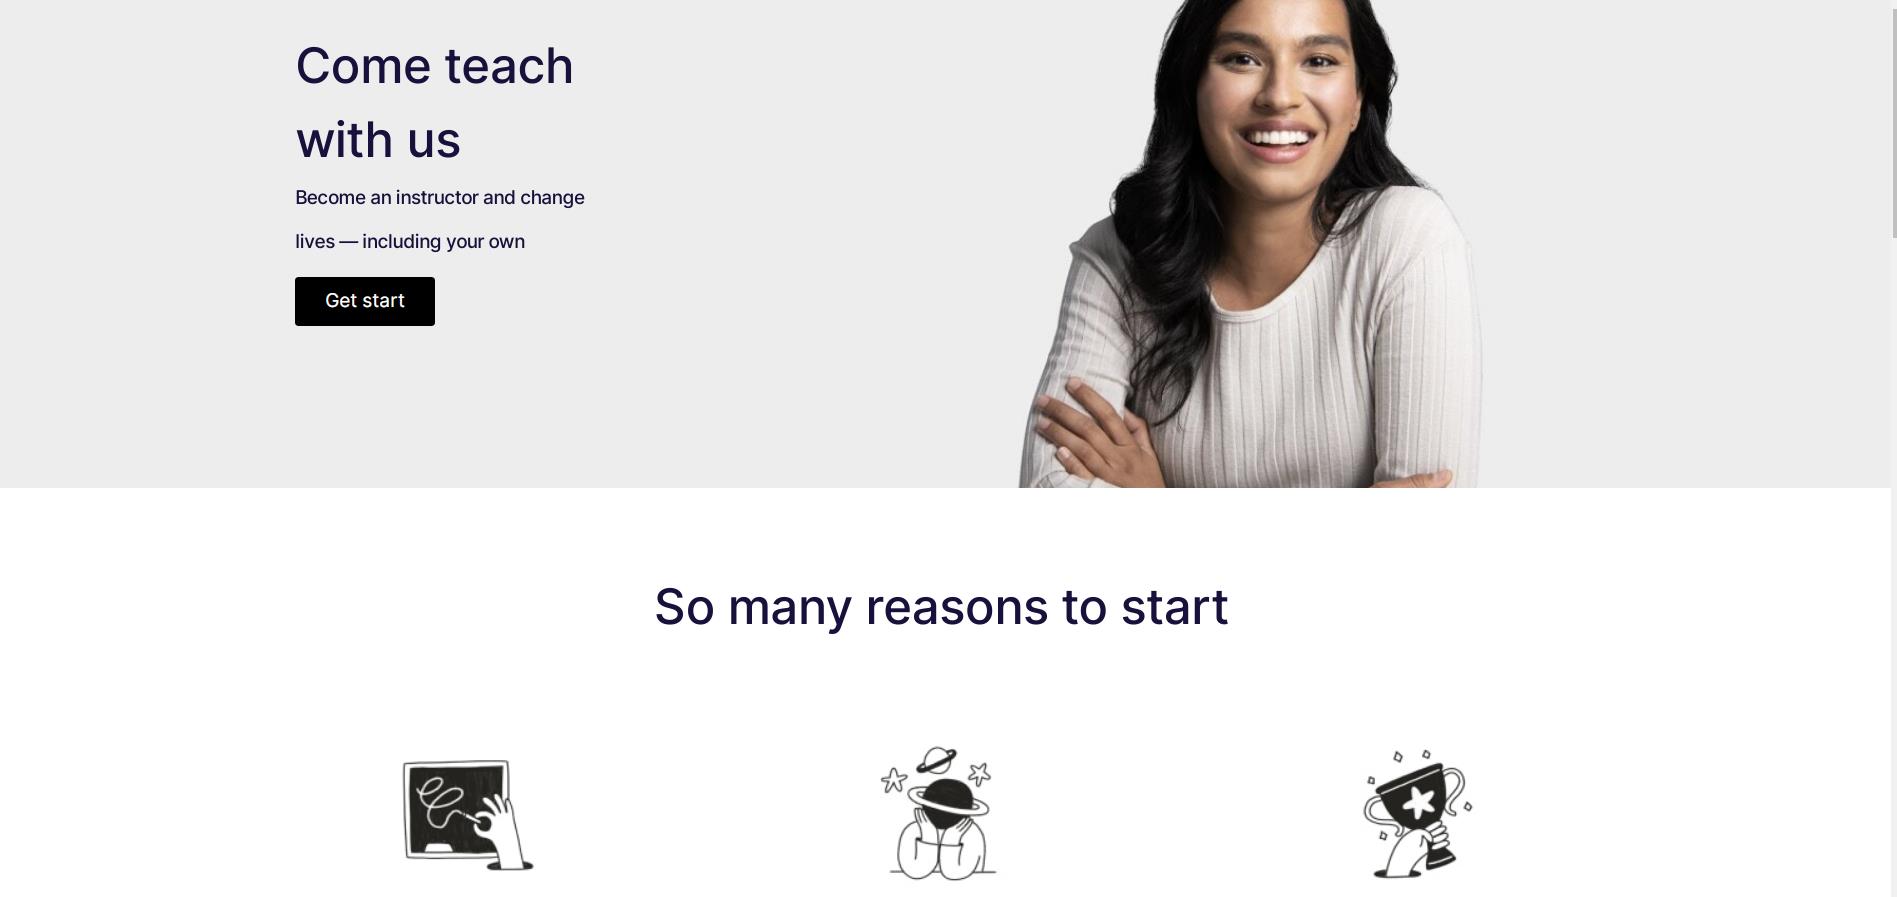 Come teach
with us
Become an instructor and change
lives — including your own
Get start
So many reasons to start